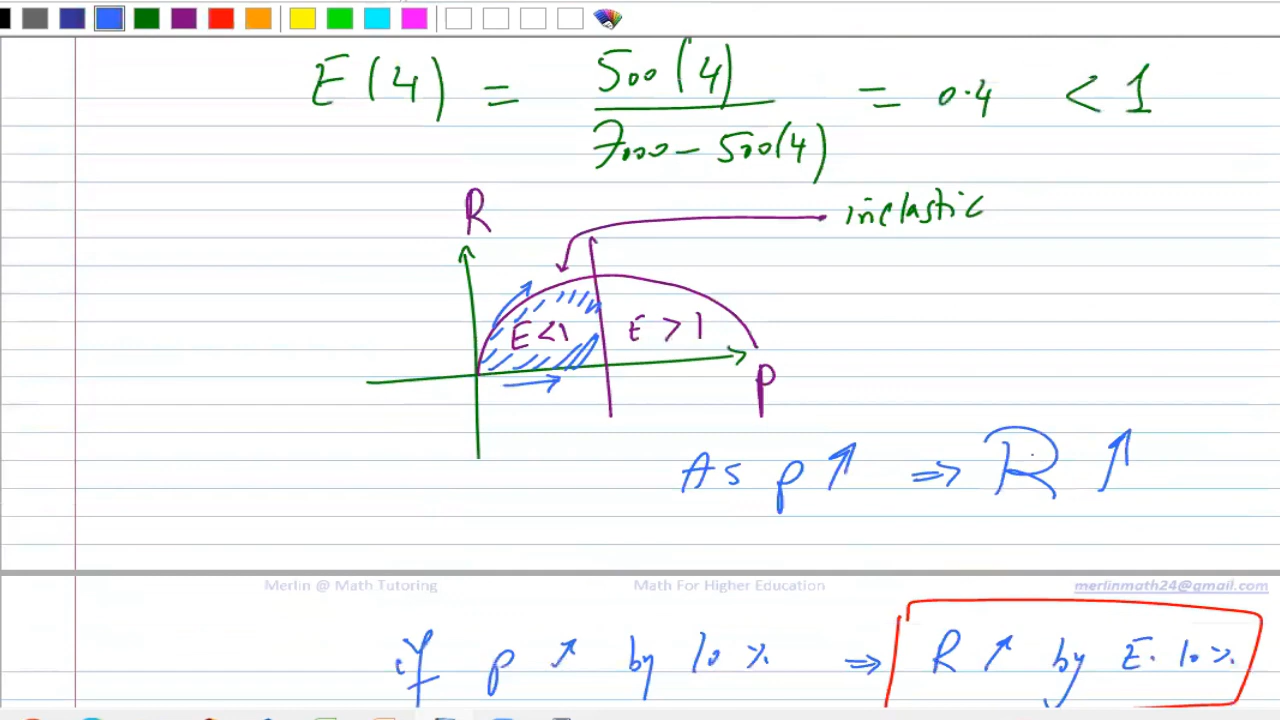 E(4) = 500(4) / 7000 - 500(4) = 0.4 < 1
R
inelastic
E<1 E > 1
P
As p ↑ ⇒ R ↑
Merlin @ Math Tutoring Math For Higher Education merlinmath24@gmail.com
if p ↑ by 10 % ⇒ R ↑ by E. 10 %